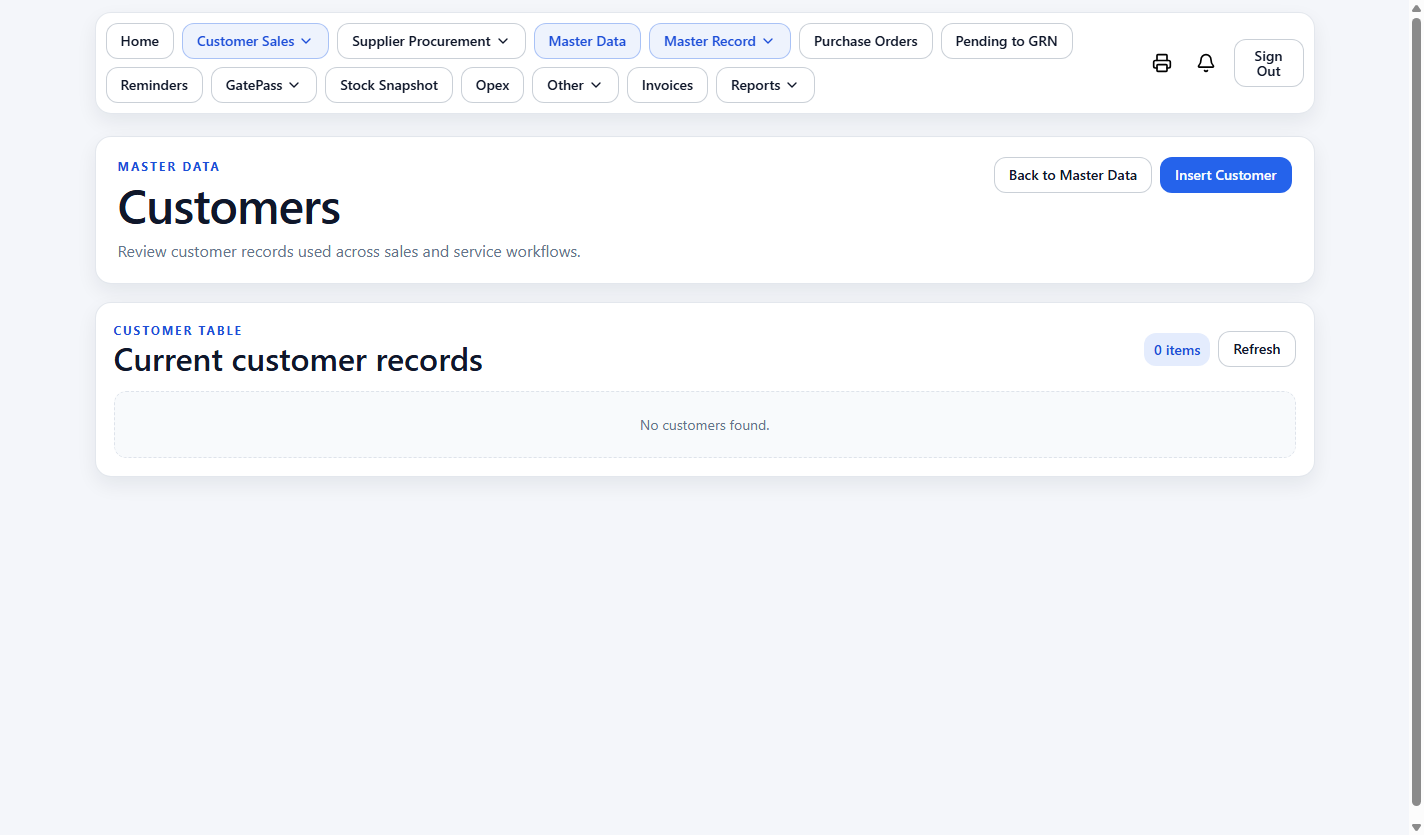 Home
Customer Sales
Supplier Procurement
Master Data
Master Record
Purchase Orders
Pending to GRN
Reminders
GatePass
Stock Snapshot
Opex
Other
Invoices
Reports
Sign
Out
MASTER DATA
Customers
Review customer records used across sales and service workflows.
Back to Master Data
Insert Customer
CUSTOMER TABLE
Current customer records
0 items
Refresh
No customers found.